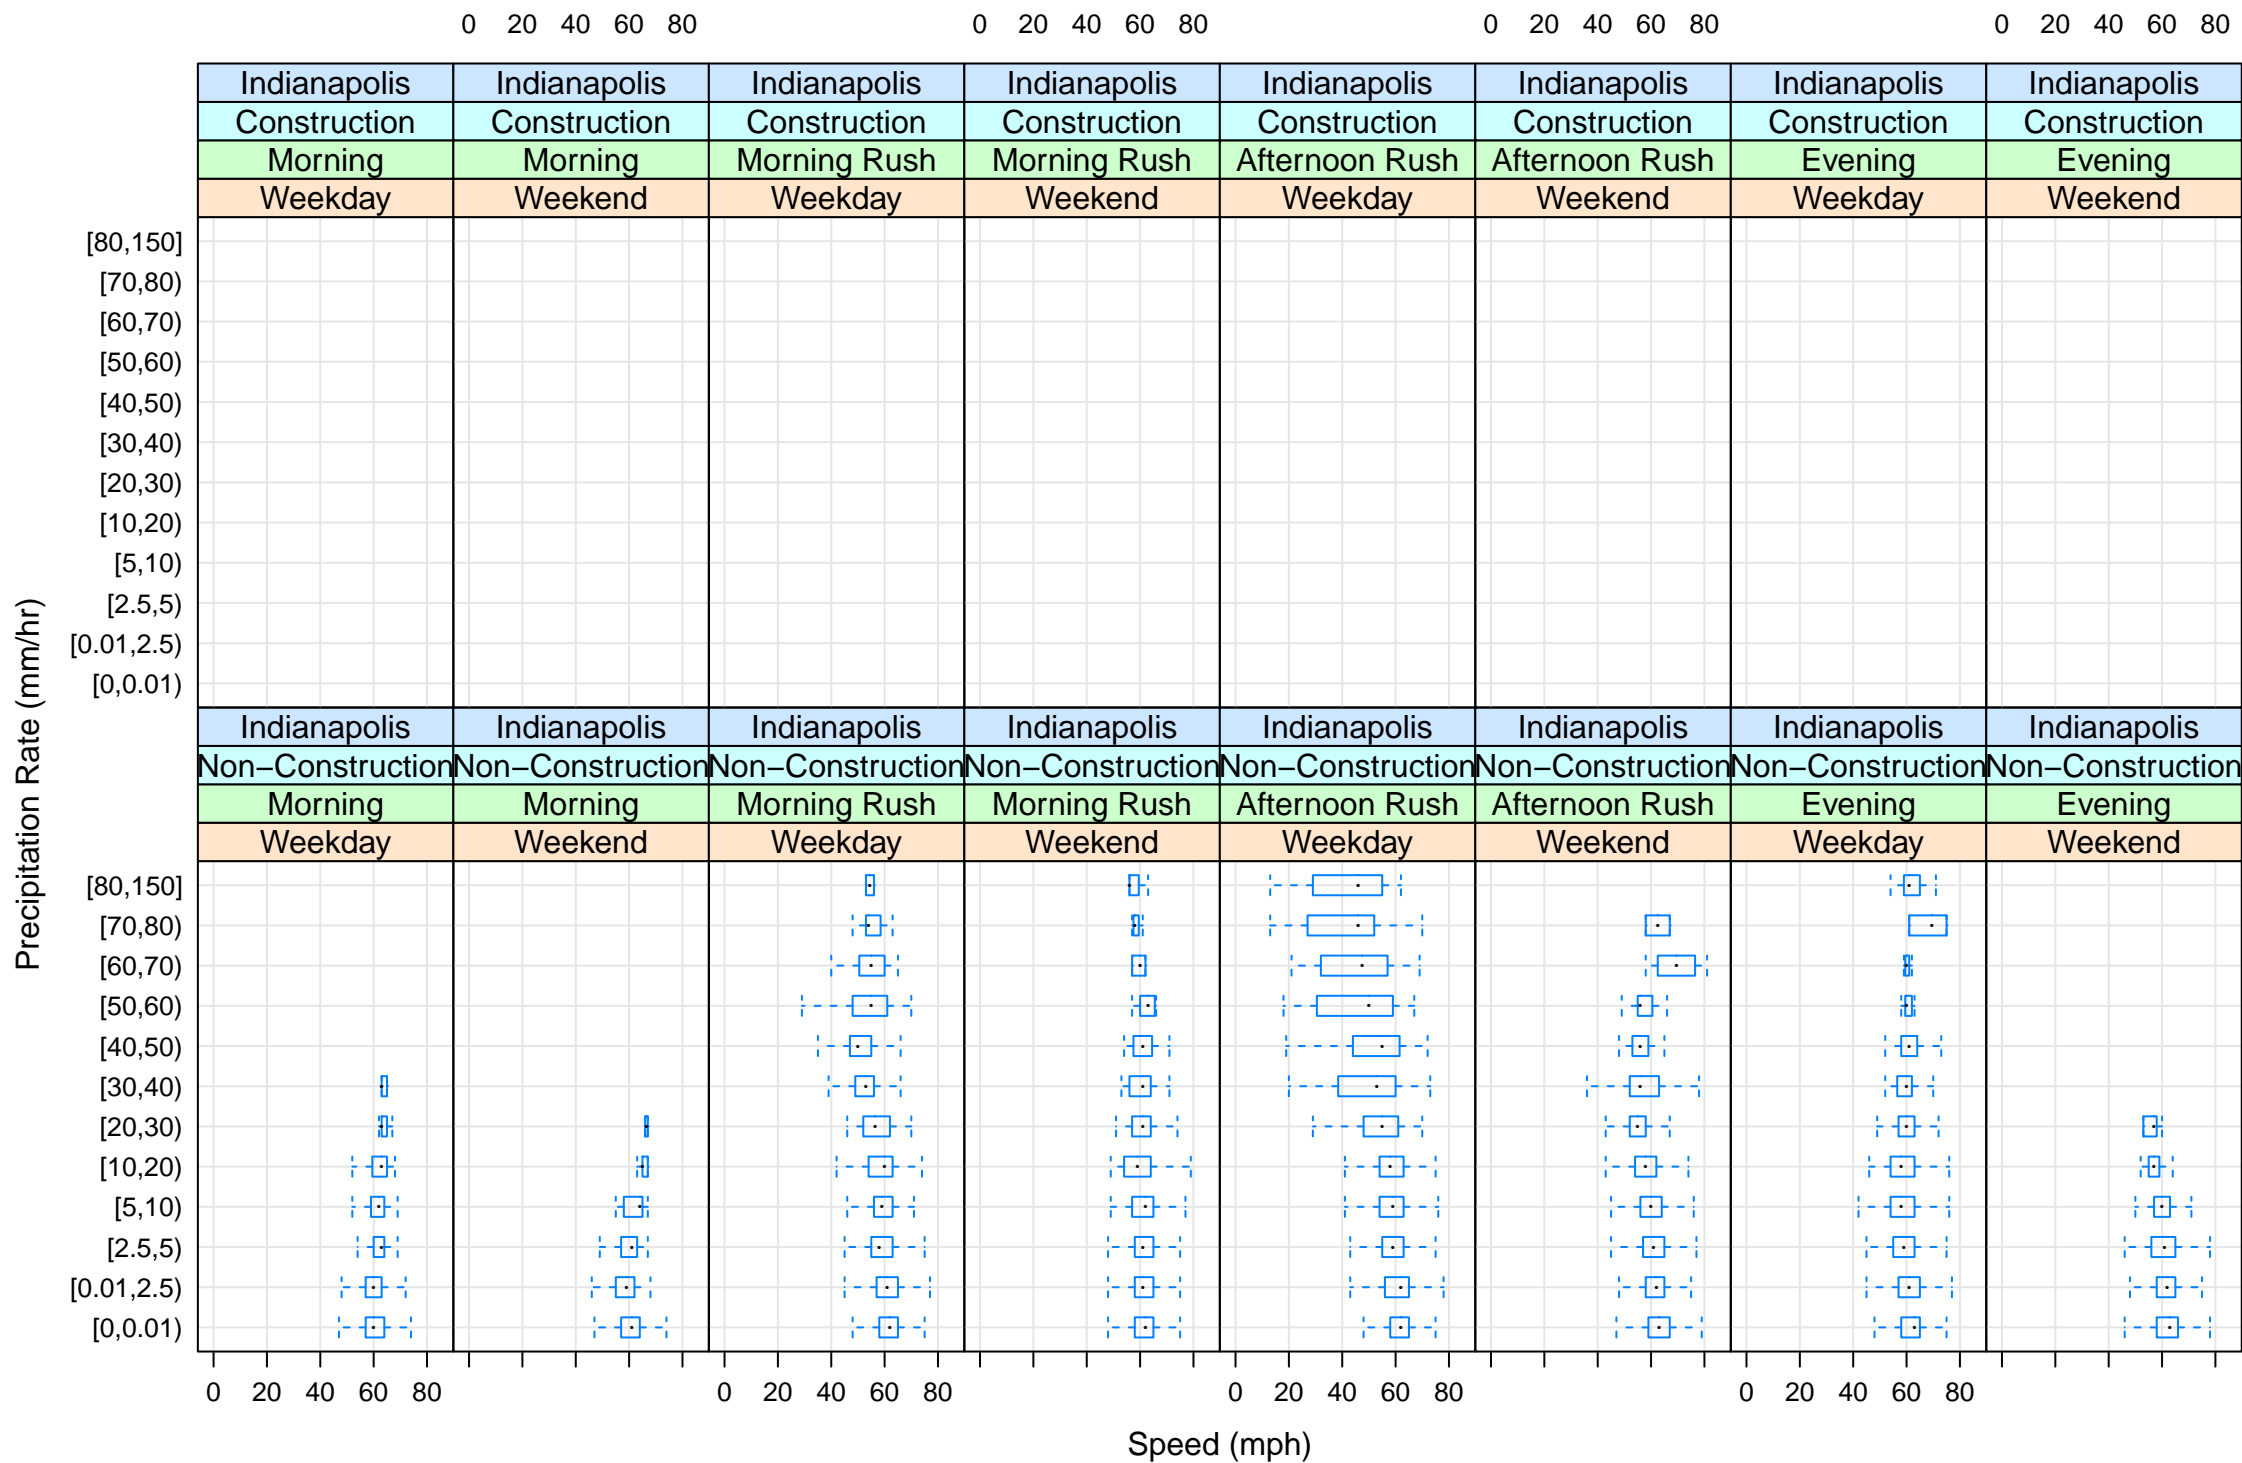 0 20 40 60 80 0 20 40 60 80 0 20 40 60 80 0 20 40 60 80
Indianapolis Indianapolis Indianapolis Indianapolis Indianapolis Indianapolis Indianapolis Indianapolis
Construction Construction Construction Construction Construction Construction Construction Construction
Morning Morning Morning Rush Morning Rush Afternoon Rush Afternoon Rush Evening Evening
Weekday Weekend Weekday Weekend Weekday Weekend Weekday Weekend
[80,150]
[70,80)
[60,70)
[50,60)
[40,50)
[30,40)
[20,30)
[10,20)
[5,10)
[2.5,5)
[0.01,2.5)
[0,0.01)
Precipitation Rate (mm/hr)
Indianapolis Indianapolis Indianapolis Indianapolis Indianapolis Indianapolis Indianapolis Indianapolis
Non−Construction Non−Construction Non−Construction Non−Construction Non−Construction Non−Construction Non−Construction Non−Construction
Morning Morning Morning Rush Morning Rush Afternoon Rush Afternoon Rush Evening Evening
Weekday Weekend Weekday Weekend Weekday Weekend Weekday Weekend
[80,150]
[70,80)
[60,70)
[50,60)
[40,50)
[30,40)
[20,30)
[10,20)
[5,10)
[2.5,5)
[0.01,2.5)
[0,0.01)
0 20 40 60 80 0 20 40 60 80 0 20 40 60 80 0 20 40 60 80
Speed (mph)